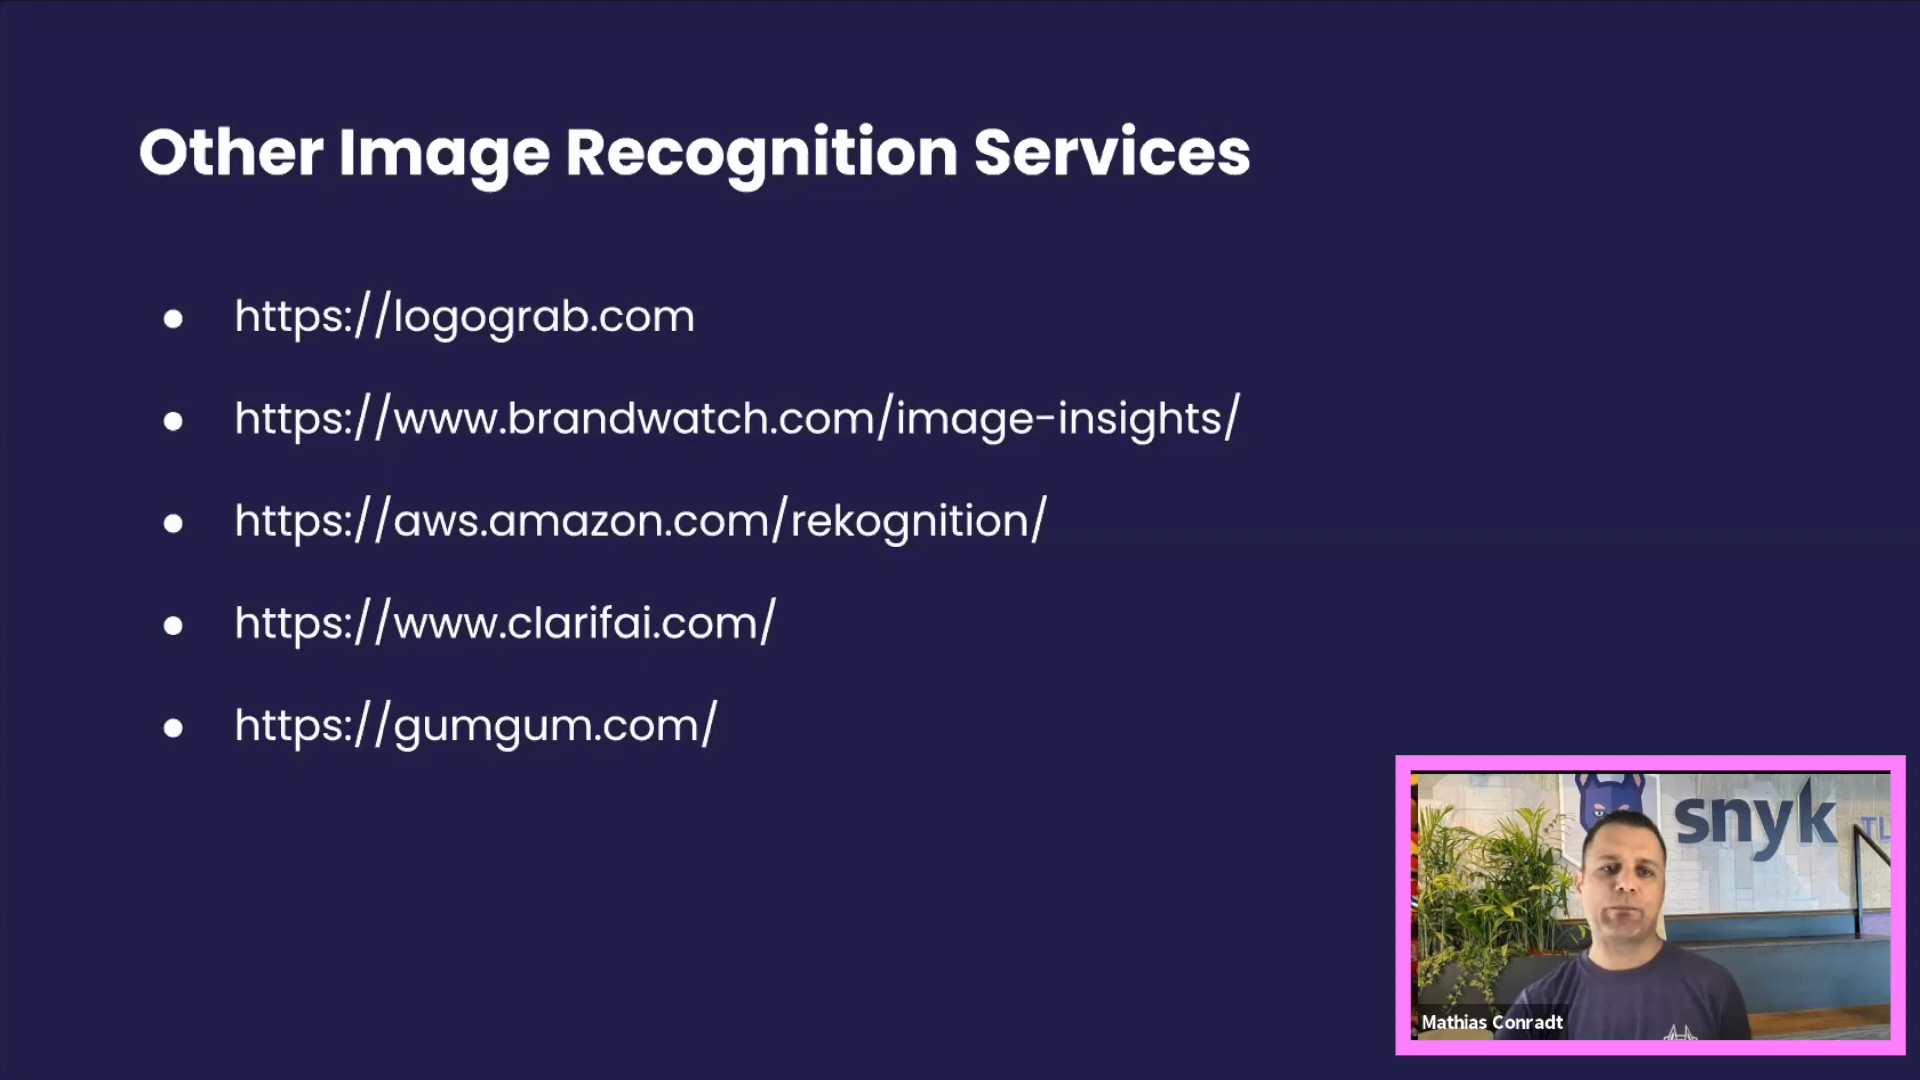 Other Image Recognition Services
https://logograb.com
https://www.brandwatch.com/image-insights/
https://aws.amazon.com/rekognition/
https://www.clarifai.com/
https://gumgum.com/
snyk
TL
Mathias Conradt